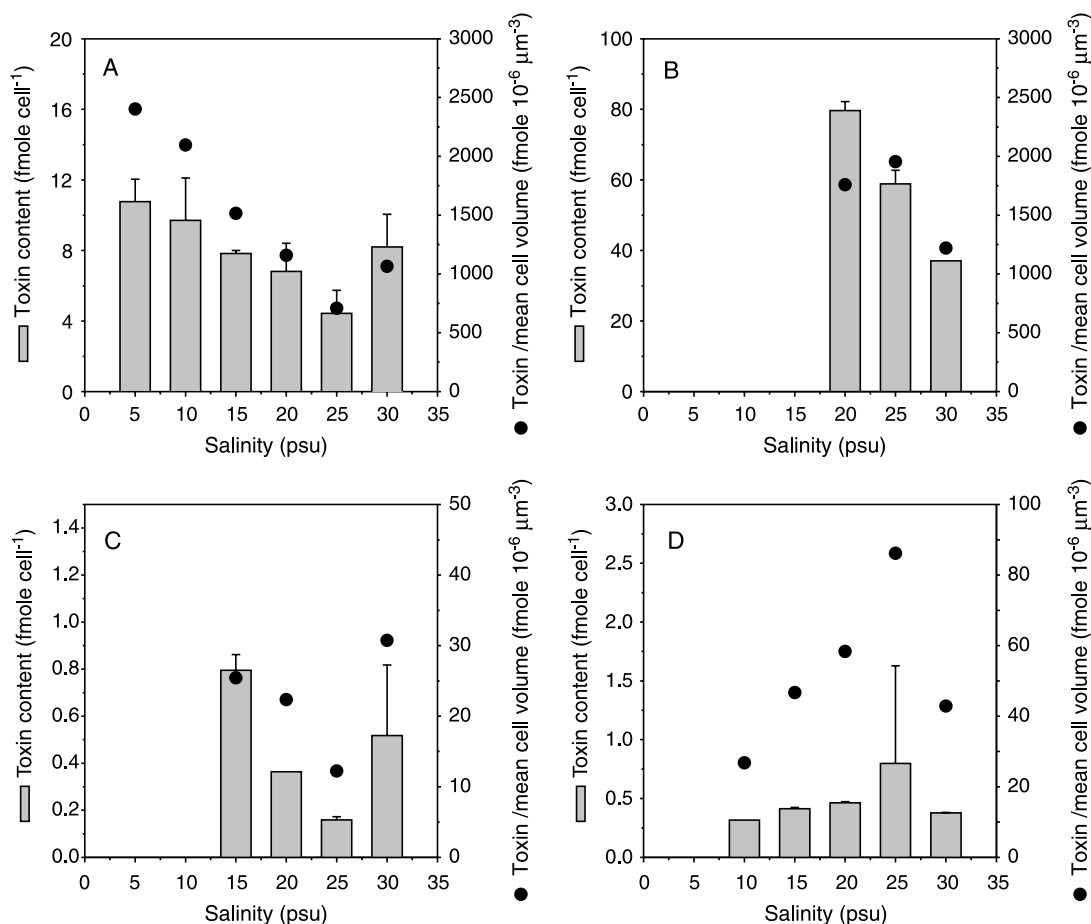 A
20
16
12
8
4
0
3000
2500
2000
1500
1000
500
0
0 5 10 15 20 25 30 35
Salinity (psu)
Toxin content (fmole cell-1)
Toxin /mean cell volume (fmole 10-6 μm-3)
B
100
80
60
40
20
0
3000
2500
2000
1500
1000
500
0
0 5 10 15 20 25 30 35
Salinity (psu)
Toxin content (fmole cell-1)
Toxin /mean cell volume (fmole 10-6 μm-3)
C
1.4
1.2
1.0
0.8
0.6
0.4
0.2
0.0
50
40
30
20
10
0
0 5 10 15 20 25 30 35
Salinity (psu)
Toxin content (fmole cell-1)
Toxin /mean cell volume (fmole 10-6 μm-3)
D
3.0
2.5
2.0
1.5
1.0
0.5
0.0
100
80
60
40
20
0
0 5 10 15 20 25 30 35
Salinity (psu)
Toxin content (fmole cell-1)
Toxin /mean cell volume (fmole 10-6 μm-3)